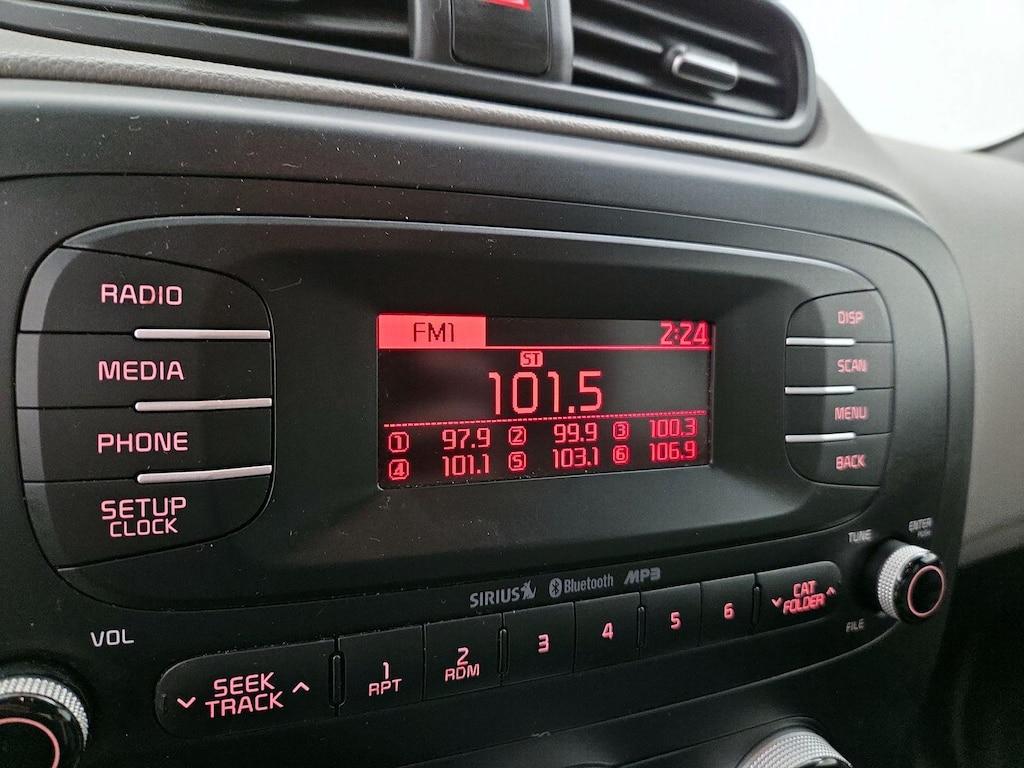 RADIO
MEDIA
PHONE
SETUP
CLOCK
FM1 2:24
ST
101.5
1 97.9 2 99.9 3 100.3
4 101.1 5 103.1 6 106.9
DISP
SCAN
MENU
BACK
SIRIUS Bluetooth MP3
VOL
SEEK
TRACK
1
RPT
2
RDM
3
4
5
6
CAT
FOLDER
TUNE
ENTER
FILE